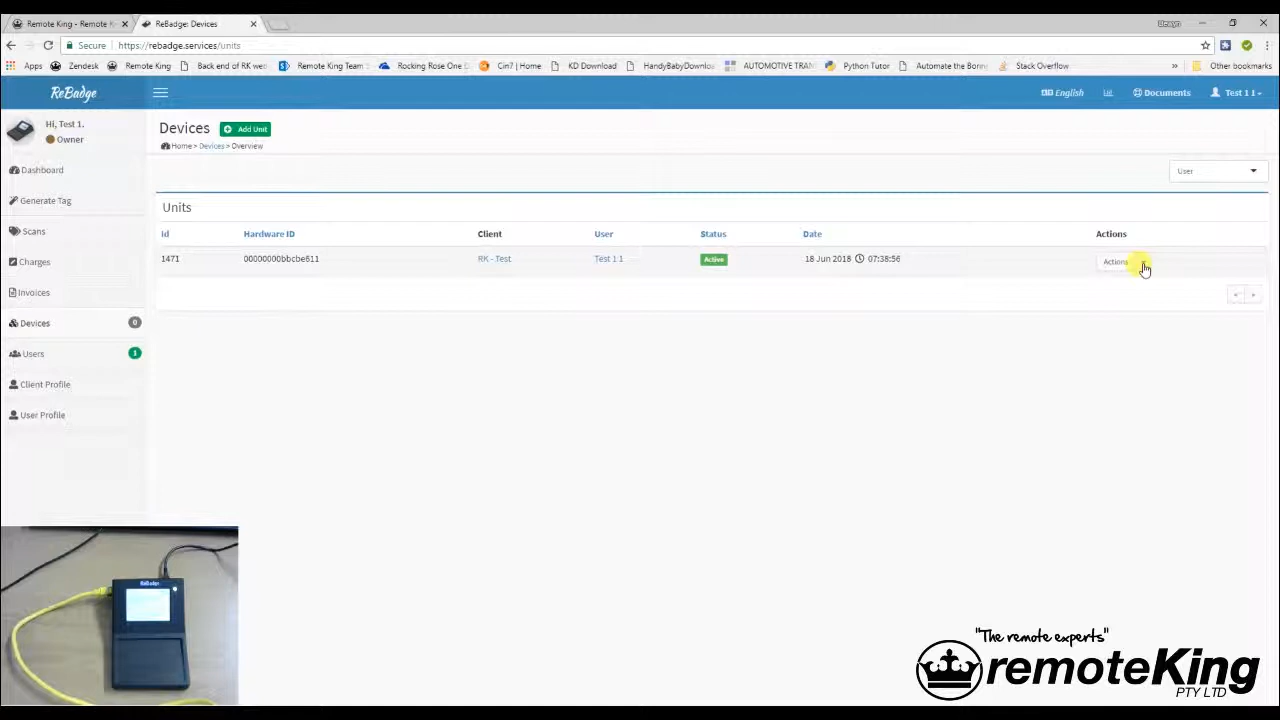 Remote King - Remote K
ReBadge: Devices
Secure
https://rebadge.services/units
Apps
Zendesk
Remote King
Back end of RK we
Remote King Team S
Rocking Rose One D
Cin7 | Home
KD Download
HandyBabyDownlo
AUTOMOTIVE TRAN
Python Tutor
Automate the Borin
Stack Overflow
»
Other bookmarks
ReBadge
English
Documents
Test 1 1
Hi, Test 1.
Owner
Dashboard
Generate Tag
Scans
Charges
Invoices
Devices 0
Users 1
Client Profile
User Profile
Devices
Add Unit
Home > Devices > Overview
User
Units
Id Hardware ID Client User Status Date Actions
1471 00000000bbcbe611 RK - Test Test 1 1 Active 18 Jun 2018 07:38:56 Actions
« »
ReBadge
"The remote experts"
remoteKing
PTY LTD